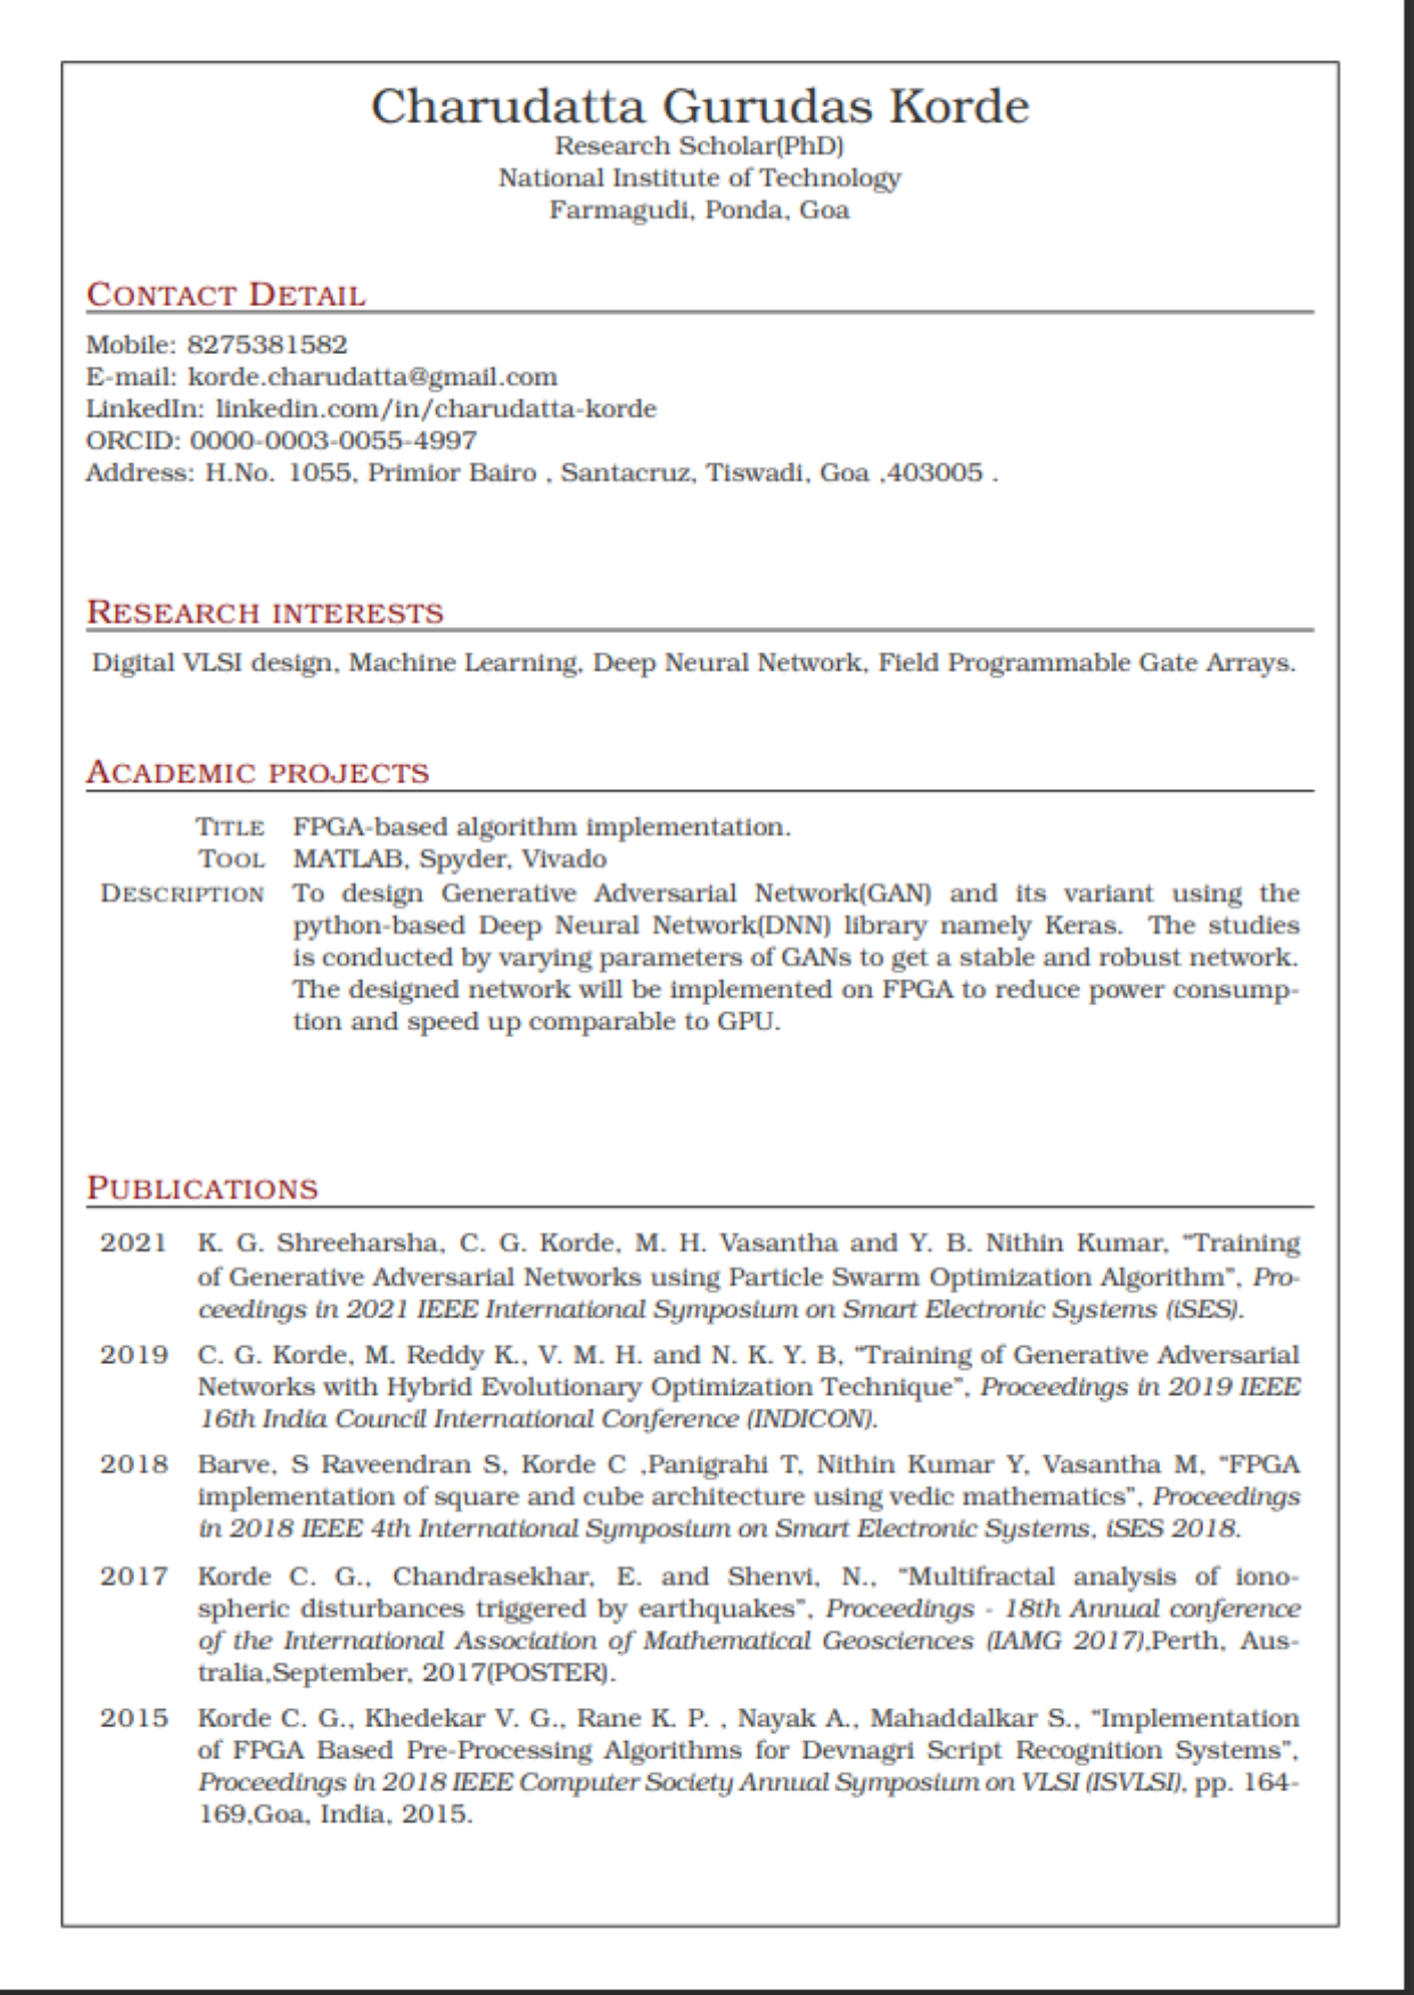 Charudatta Gurudas Korde
Research Scholar(PhD)
National Institute of Technology
Farmagudi, Ponda, Goa
CONTACT DETAIL
Mobile: 8275381582
E-mail: korde.charudatta@gmail.com
LinkedIn: linkedin.com/in/charudatta-korde
ORCID: 0000-0003-0055-4997
Address: H.No. 1055, Primior Bairo , Santacruz, Tiswadi, Goa ,403005 .
RESEARCH INTERESTS
Digital VLSI design, Machine Learning, Deep Neural Network, Field Programmable Gate Arrays.
ACADEMIC PROJECTS
TITLE FPGA-based algorithm implementation.
TOOL MATLAB, Spyder, Vivado
DESCRIPTION To design Generative Adversarial Network(GAN) and its variant using the
python-based Deep Neural Network(DNN) library namely Keras. The studies
is conducted by varying parameters of GANs to get a stable and robust network.
The designed network will be implemented on FPGA to reduce power consump-
tion and speed up comparable to GPU.
PUBLICATIONS
2021 K. G. Shreeharsha, C. G. Korde, M. H. Vasantha and Y. B. Nithin Kumar, “Training
of Generative Adversarial Networks using Particle Swarm Optimization Algorithm”, Pro-
ceedings in 2021 IEEE International Symposium on Smart Electronic Systems (iSES).
2019 C. G. Korde, M. Reddy K., V. M. H. and N. K. Y. B, “Training of Generative Adversarial
Networks with Hybrid Evolutionary Optimization Technique”, Proceedings in 2019 IEEE
16th India Council International Conference (INDICON).
2018 Barve, S Raveendran S, Korde C ,Panigrahi T, Nithin Kumar Y, Vasantha M, “FPGA
implementation of square and cube architecture using vedic mathematics”, Proceedings
in 2018 IEEE 4th International Symposium on Smart Electronic Systems, iSES 2018.
2017 Korde C. G., Chandrasekhar, E. and Shenvi, N., “Multifractal analysis of iono-
spheric disturbances triggered by earthquakes”, Proceedings - 18th Annual conference
of the International Association of Mathematical Geosciences (IAMG 2017),Perth, Aus-
tralia,September, 2017(POSTER).
2015 Korde C. G., Khedekar V. G., Rane K. P. , Nayak A., Mahaddalkar S., “Implementation
of FPGA Based Pre-Processing Algorithms for Devnagri Script Recognition Systems”,
Proceedings in 2018 IEEE Computer Society Annual Symposium on VLSI (ISVLSI), pp. 164-
169,Goa, India, 2015.